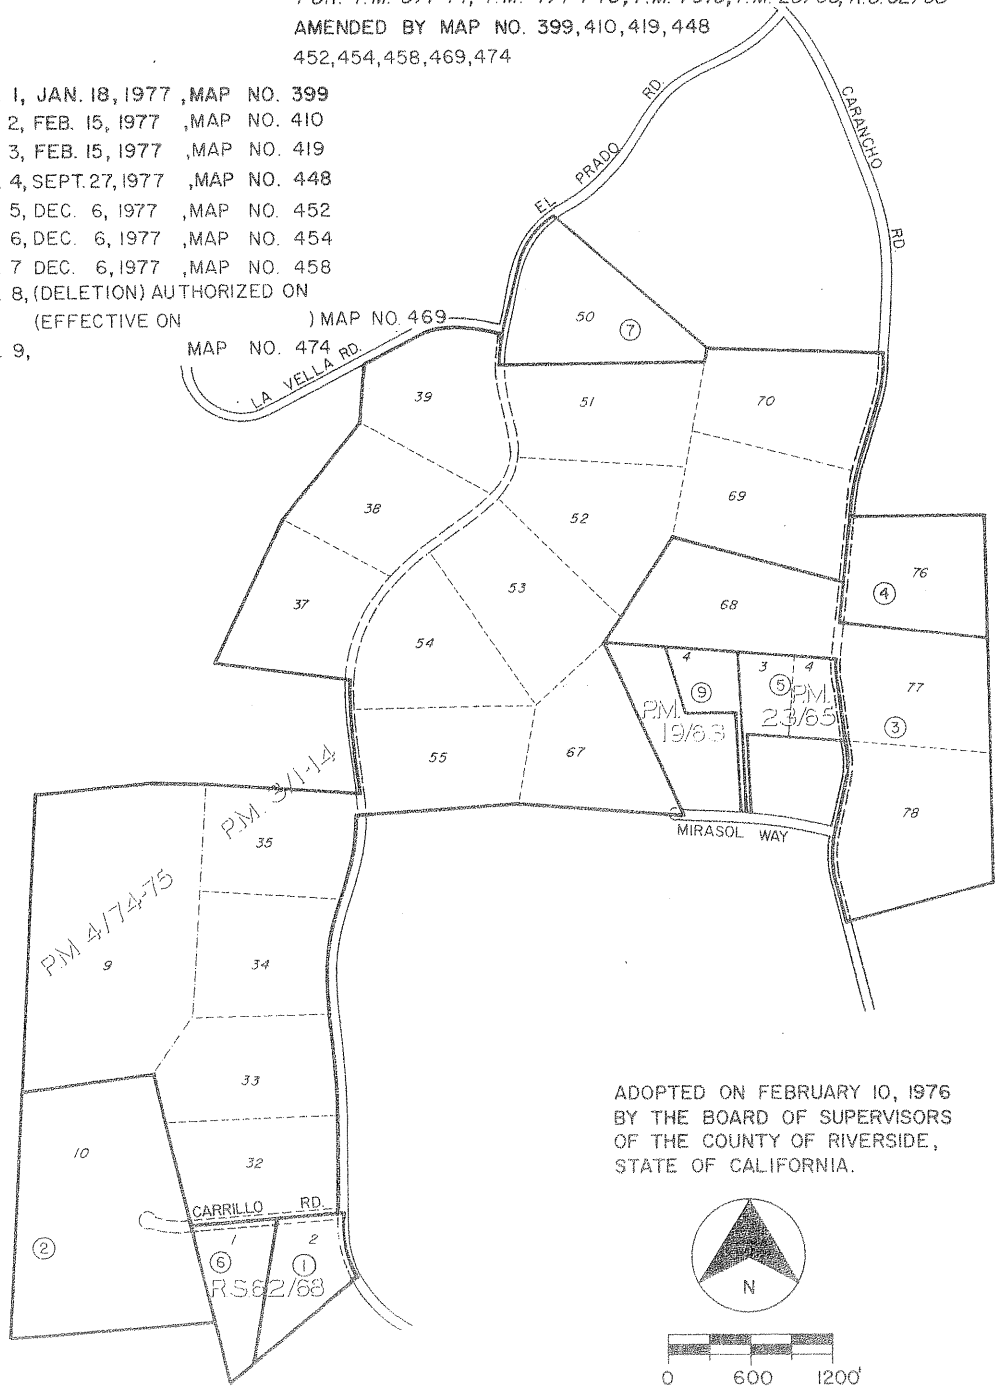 AMENDED BY MAP NO. 399,410,419,448
452,454,458,469,474
1, JAN. 18, 1977 ,MAP NO. 399
2, FEB. 15, 1977 ,MAP NO. 410
3, FEB. 15, 1977 ,MAP NO. 419
4, SEPT. 27, 1977 ,MAP NO. 448
5, DEC. 6, 1977 ,MAP NO. 452
6, DEC. 6, 1977 ,MAP NO. 454
7 DEC. 6, 1977 ,MAP NO. 458
8, (DELETION) AUTHORIZED ON
(EFFECTIVE ON ) MAP NO. 469
9, MAP NO. 474
EL PRADO RD.
CARANCHO RD.
LA VELLA RD.
50
7
39
51
70
38
52
69
76
4
37
53
54
68
4
9
3
5
4
77
3
P.M. 19/63
P.M. 23/65
55
67
78
MIRASOL WAY
P.M. 3/1-14
35
P.M. 4/74-75
9
34
33
10
32
CARRILLO RD.
2
1
6
2
1
R.S. 62/68
ADOPTED ON FEBRUARY 10, 1976
BY THE BOARD OF SUPERVISORS
OF THE COUNTY OF RIVERSIDE,
STATE OF CALIFORNIA.
N
0 600 1200'